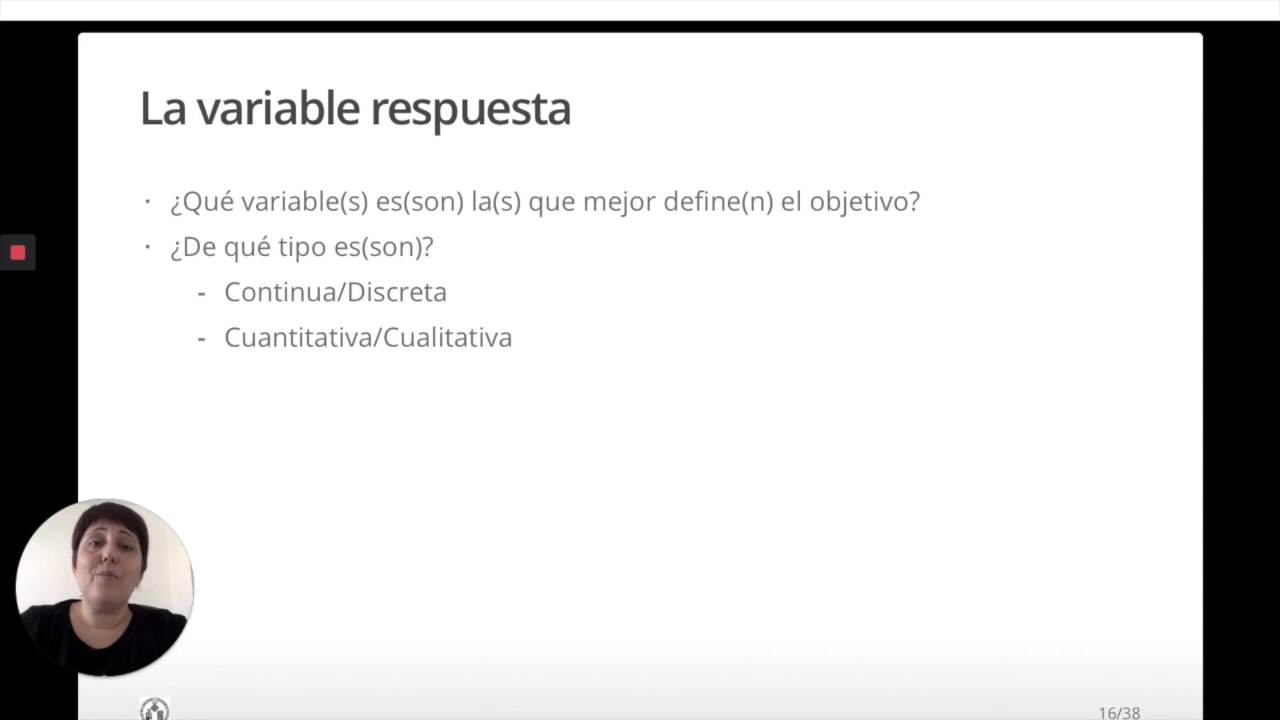 La variable respuesta
· ¿Qué variable(s) es(son) la(s) que mejor define(n) el objetivo?
· ¿De qué tipo es(son)?
- Continua/Discreta
- Cuantitativa/Cualitativa
16/38